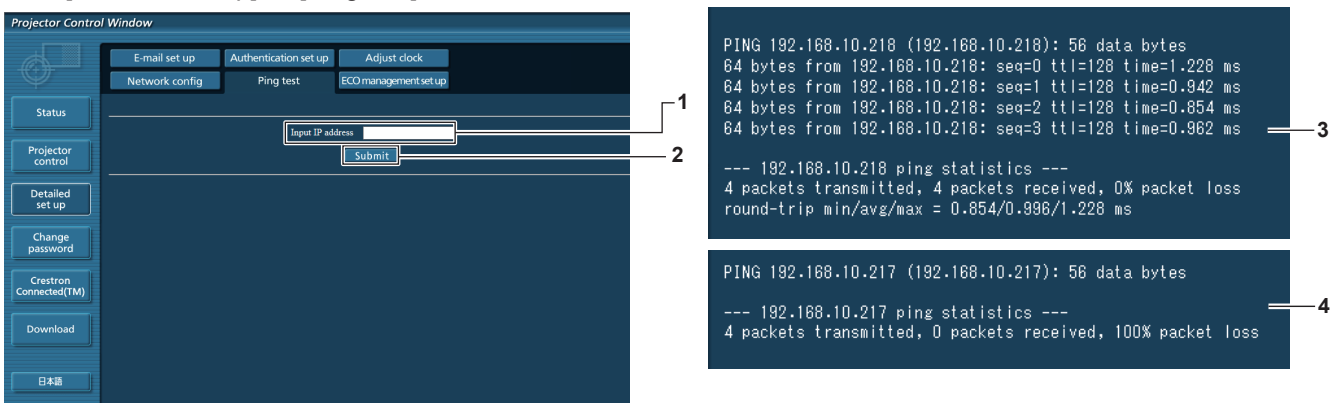 Projector Control Window
E-mail set up
Authentication set up
Adjust clock
Network config
Ping test
ECO management set up
Status
Projector
control
Detailed
set up
Change
password
Crestron
Connected(TM)
Download
日本語
Input IP address
Submit
1
2
PING 192.168.10.218 (192.168.10.218): 56 data bytes
64 bytes from 192.168.10.218: seq=0 ttl=128 time=1.228 ms
64 bytes from 192.168.10.218: seq=1 ttl=128 time=0.942 ms
64 bytes from 192.168.10.218: seq=2 ttl=128 time=0.854 ms
64 bytes from 192.168.10.218: seq=3 ttl=128 time=0.962 ms
--- 192.168.10.218 ping statistics ---
4 packets transmitted, 4 packets received, 0% packet loss
round-trip min/avg/max = 0.854/0.996/1.228 ms
3
PING 192.168.10.217 (192.168.10.217): 56 data bytes
--- 192.168.10.217 ping statistics ---
4 packets transmitted, 0 packets received, 100% packet loss
4